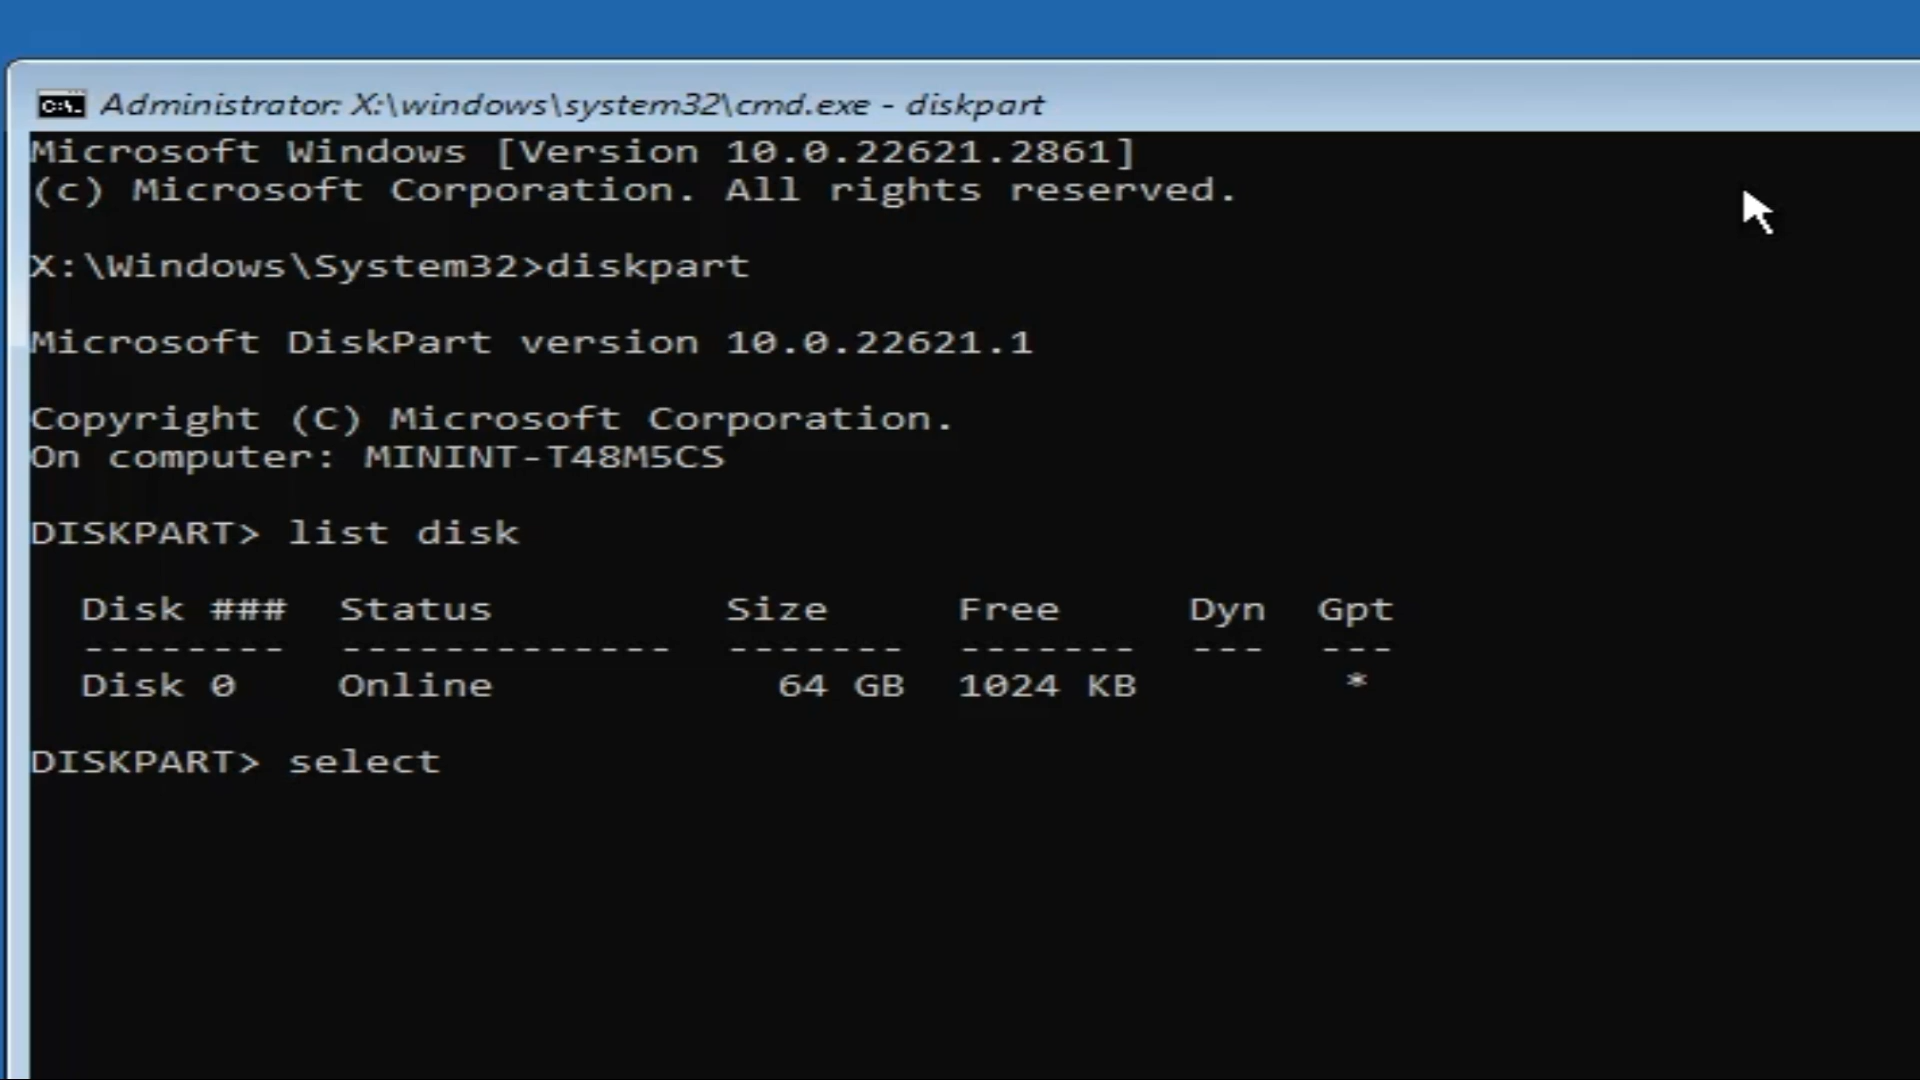 Administrator: X:\windows\system32\cmd.exe - diskpart
Microsoft Windows [Version 10.0.22621.2861]
(c) Microsoft Corporation. All rights reserved.
X:\Windows\System32>diskpart
Microsoft DiskPart version 10.0.22621.1
Copyright (C) Microsoft Corporation.
On computer: MININT-T48M5CS
DISKPART> list disk
  Disk ###  Status         Size     Free     Dyn  Gpt
  --------  -------------  -------  -------  ---  ---
  Disk 0    Online           64 GB  1024 KB        *
DISKPART> select